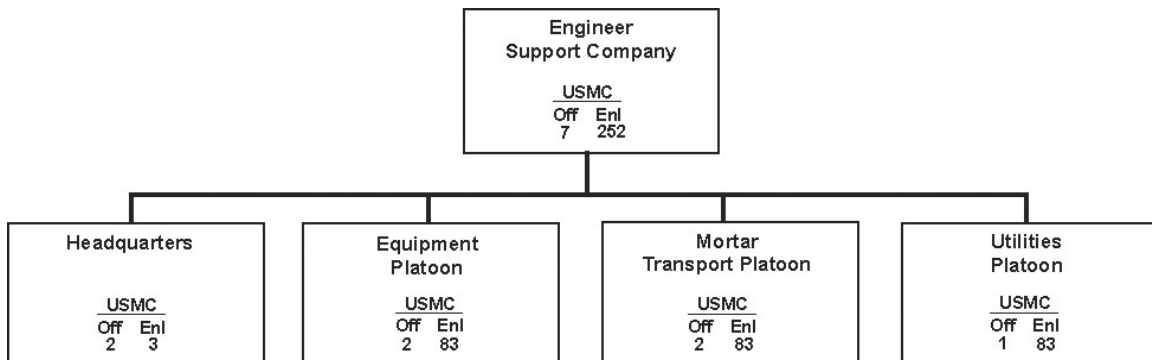 Engineer
Support Company
USMC
Off Enl
7 252
Headquarters
USMC
Off Enl
2 3
Equipment
Platoon
USMC
Off Enl
2 83
Mortar
Transport Platoon
USMC
Off Enl
2 83
Utilities
Platoon
USMC
Off Enl
1 83